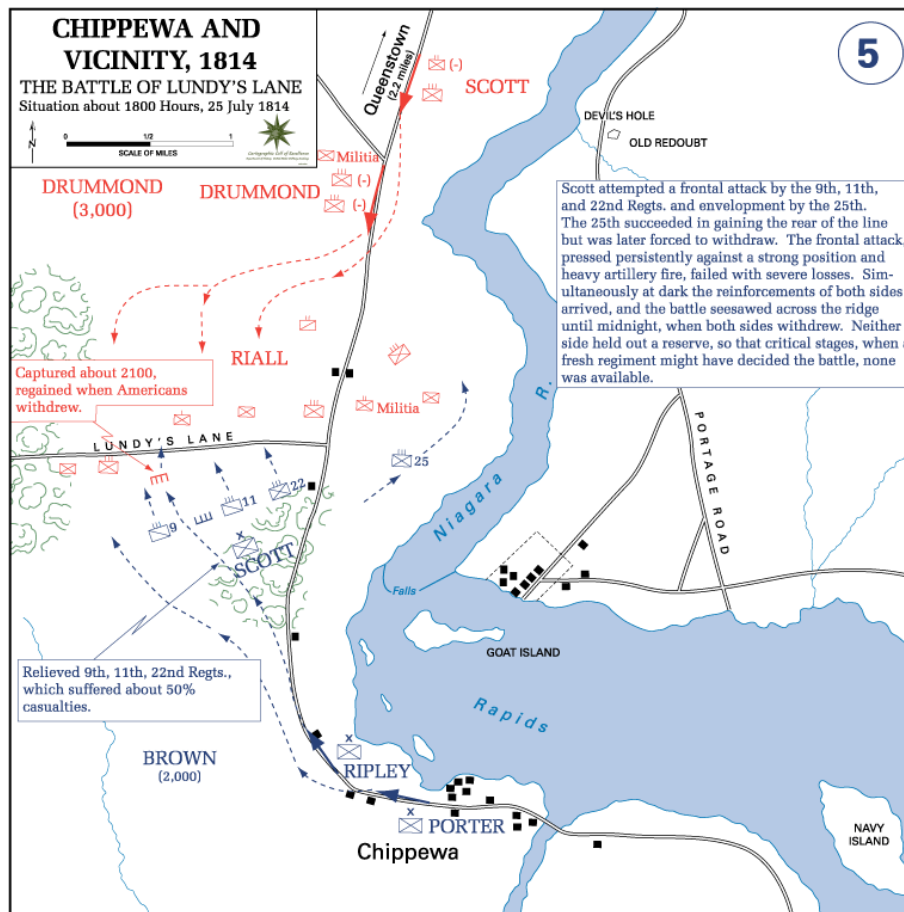 CHIPPEWA AND
VICINITY, 1814
THE BATTLE OF LUNDY'S LANE
Situation about 1800 Hours, 25 July 1814
N
0 1/2 1
SCALE OF MILES
5
Queenstown
(2.2 miles)
(-)
SCOTT
DEVIL'S HOLE
OLD REDOUBT
Militia
DRUMMOND
(3,000)
DRUMMOND
(-)
(-)
Scott attempted a frontal attack by the 9th, 11th,
and 22nd Regts. and envelopment by the 25th.
The 25th succeeded in gaining the rear of the line
but was later forced to withdraw. The frontal attack,
pressed persistently against a strong position and
heavy artillery fire, failed with severe losses. Sim-
ultaneously at dark the reinforcements of both sides
arrived, and the battle seesawed across the ridge
until midnight, when both sides withdrew. Neither
side held out a reserve, so that critical stages, when a
fresh regiment might have decided the battle, none
was available.
RIALL
Captured about 2100,
regained when Americans
withdrew.
Militia
LUNDY'S LANE
25
22
11
9
SCOTT
Niagara R.
PORTAGE ROAD
Falls
GOAT ISLAND
Rapids
Relieved 9th, 11th, 22nd Regts.,
which suffered about 50%
casualties.
BROWN
(2,000)
RIPLEY
PORTER
Chippewa
NAVY
ISLAND